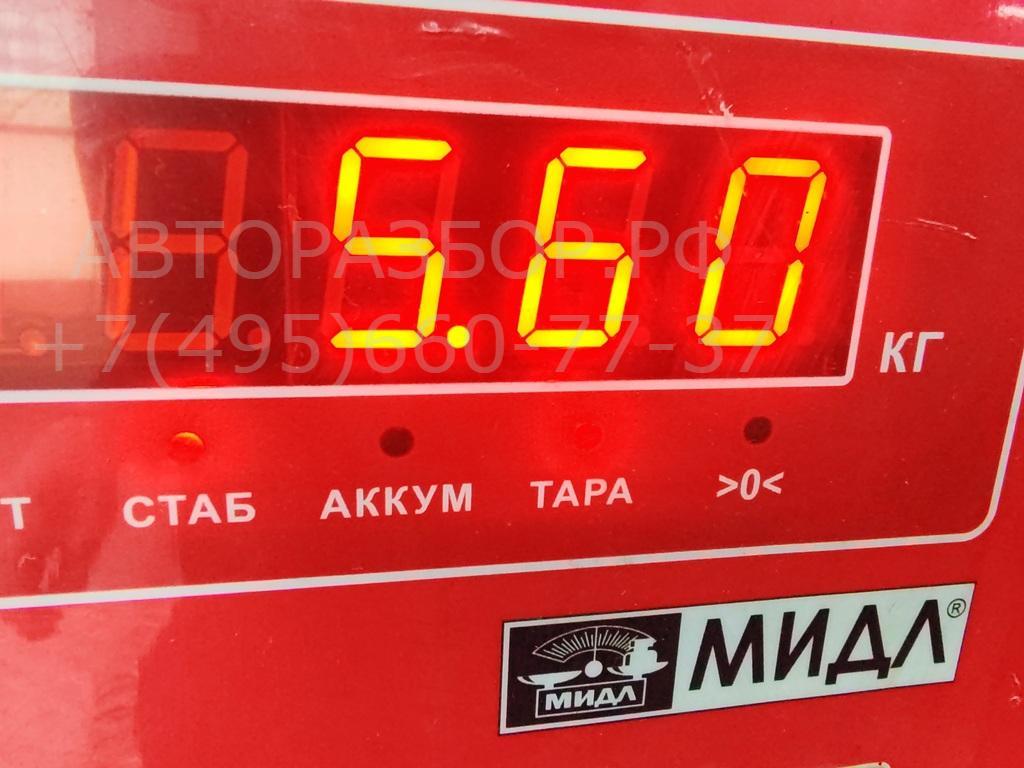 5.60
АВТОРАЗБОР.РФ
+7(495)660-77-37
КГ
Т СТАБ АККУМ ТАРА >0<
МИДЛ МИДЛ®